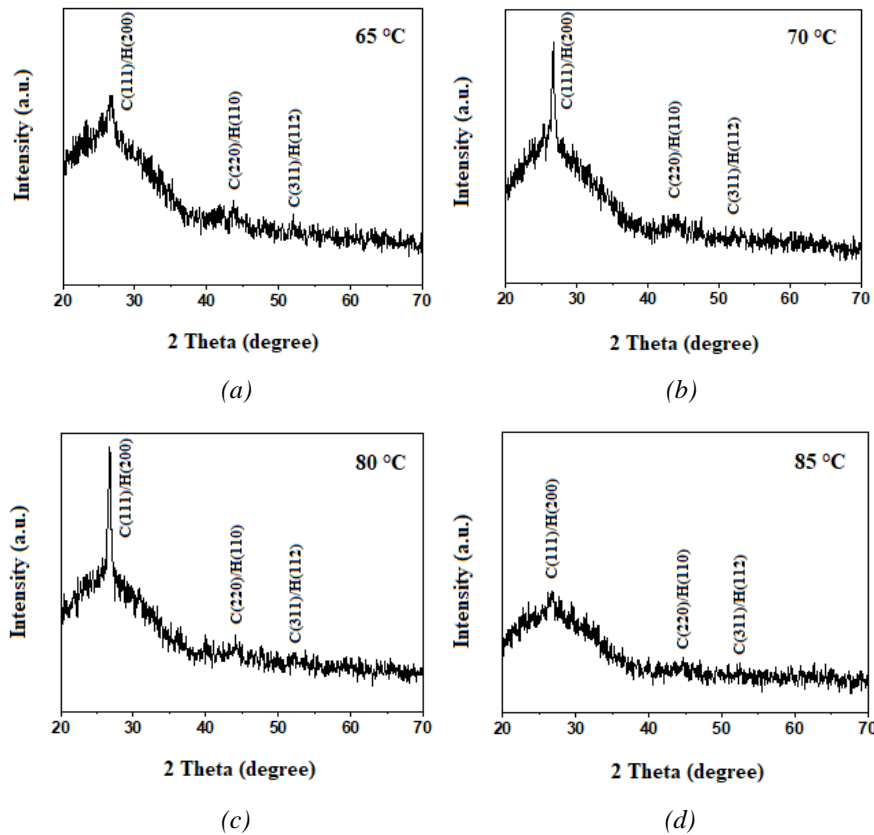 65 °C
C(111)/H(200)
C(220)/H(110)
C(311)/H(112)
Intensity (a.u.)
20 30 40 50 60 70
2 Theta (degree)
(a)
70 °C
C(111)/H(200)
C(220)/H(110)
C(311)/H(112)
Intensity (a.u.)
20 30 40 50 60 70
2 Theta (degree)
(b)
80 °C
C(111)/H(200)
C(220)/H(110)
C(311)/H(112)
Intensity (a.u.)
20 30 40 50 60 70
2 Theta (degree)
(c)
85 °C
C(111)/H(200)
C(220)/H(110)
C(311)/H(112)
Intensity (a.u.)
20 30 40 50 60 70
2 Theta (degree)
(d)